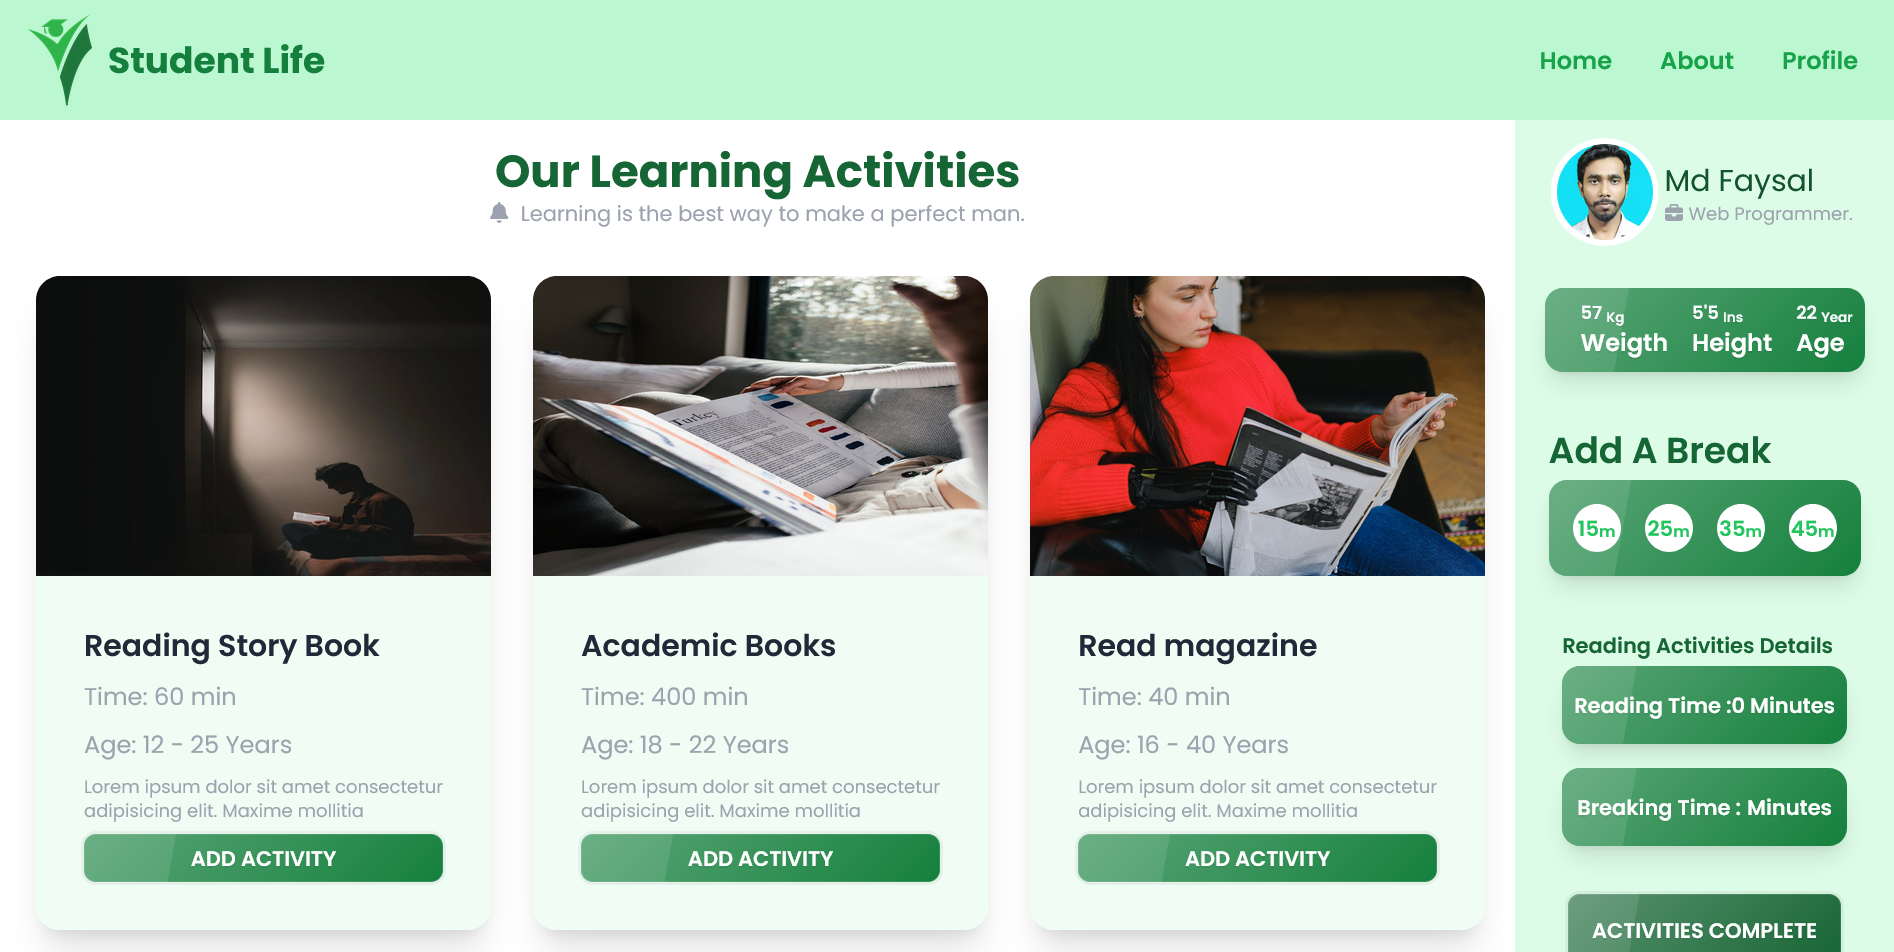 Student Life
Home
About
Profile
Our Learning Activities
Learning is the best way to make a perfect man.
Turkey
Reading Story Book
Time: 60 min
Age: 12 - 25 Years
Lorem ipsum dolor sit amet consectetur
adipisicing elit. Maxime mollitia
ADD ACTIVITY
Academic Books
Time: 400 min
Age: 18 - 22 Years
Lorem ipsum dolor sit amet consectetur
adipisicing elit. Maxime mollitia
ADD ACTIVITY
Read magazine
Time: 40 min
Age: 16 - 40 Years
Lorem ipsum dolor sit amet consectetur
adipisicing elit. Maxime mollitia
ADD ACTIVITY
Md Faysal
Web Programmer.
57 Kg
Weigth
5'5 Ins
Height
22 Year
Age
Add A Break
15m
25m
35m
45m
Reading Activities Details
Reading Time :0 Minutes
Breaking Time : Minutes
ACTIVITIES COMPLETE